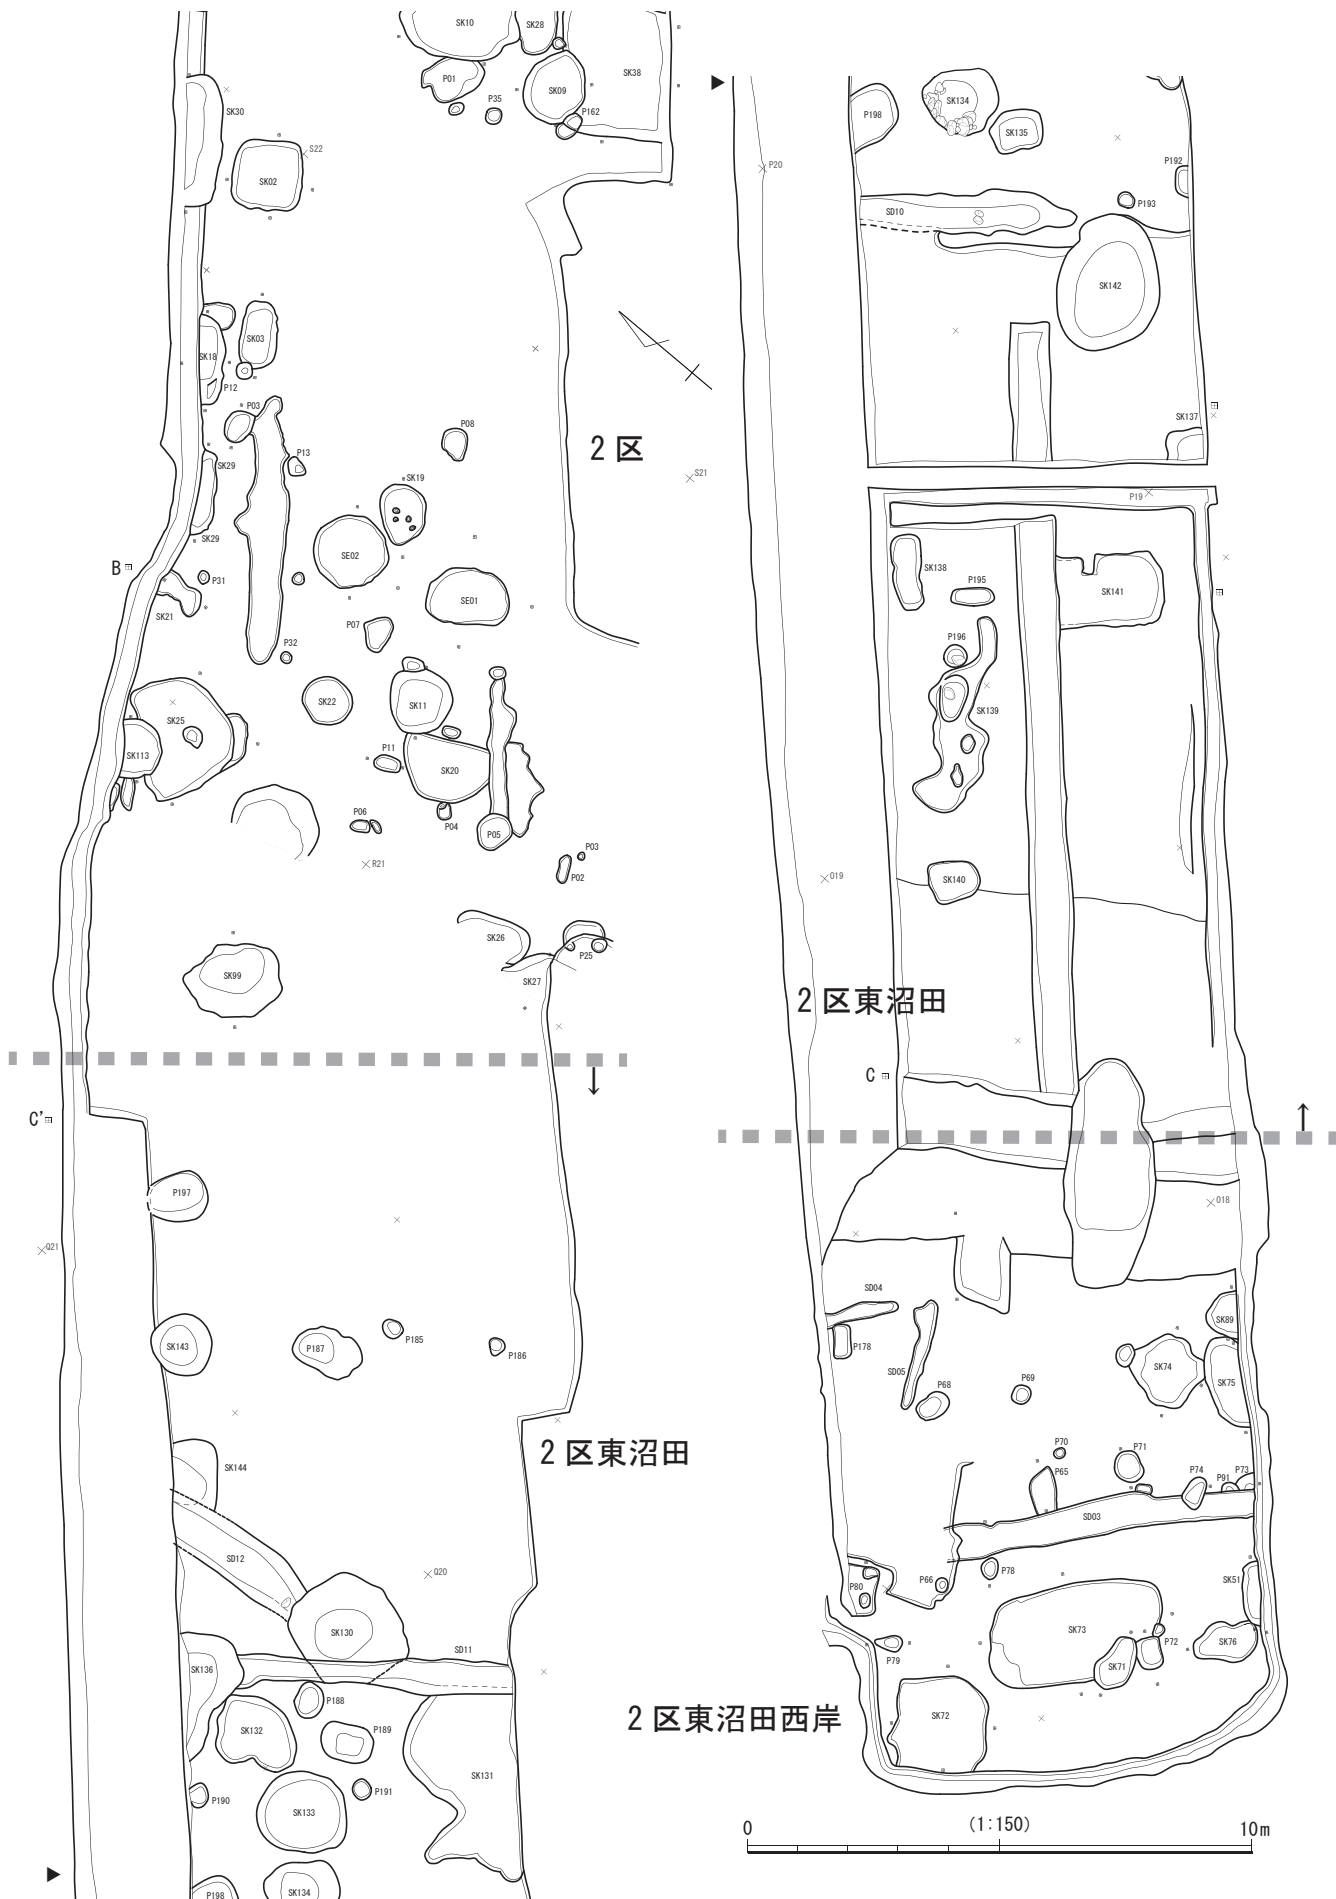 SK10
SK28
P01
SK09
SK38
P35
P162
SK30
S22
SK02
SK03
SK18
P12
P03
P08
P13
SK29
SK19
2区
S21
SK29
SE02
B
P31
SE01
SK21
P07
P32
SK22
SK11
SK25
SK113
P11
SK20
P06
P04
P05
R21
P03
P02
SK26
P25
SK99
SK27
C'
P197
Q21
SK143
P187
P185
P186
2区東沼田
SK144
SD12
Q20
SK130
SD11
SK136
P188
SK132
P189
SK131
P190
P191
SK133
P198
SK134
P198
SK134
SK135
P20
P192
P193
SD10
SK142
SK137
P19
SK138
P195
SK141
P196
SK139
SK140
O19
2区東沼田
C
O18
SD04
SK89
P178
SD05
SK74
SK75
P68
P69
P70
P71
P65
P74
P91
P73
SD03
P80
P66
P78
SK51
SK73
P72
SK76
P79
SK71
2区東沼田西岸
SK72
0
(1:150)
10m